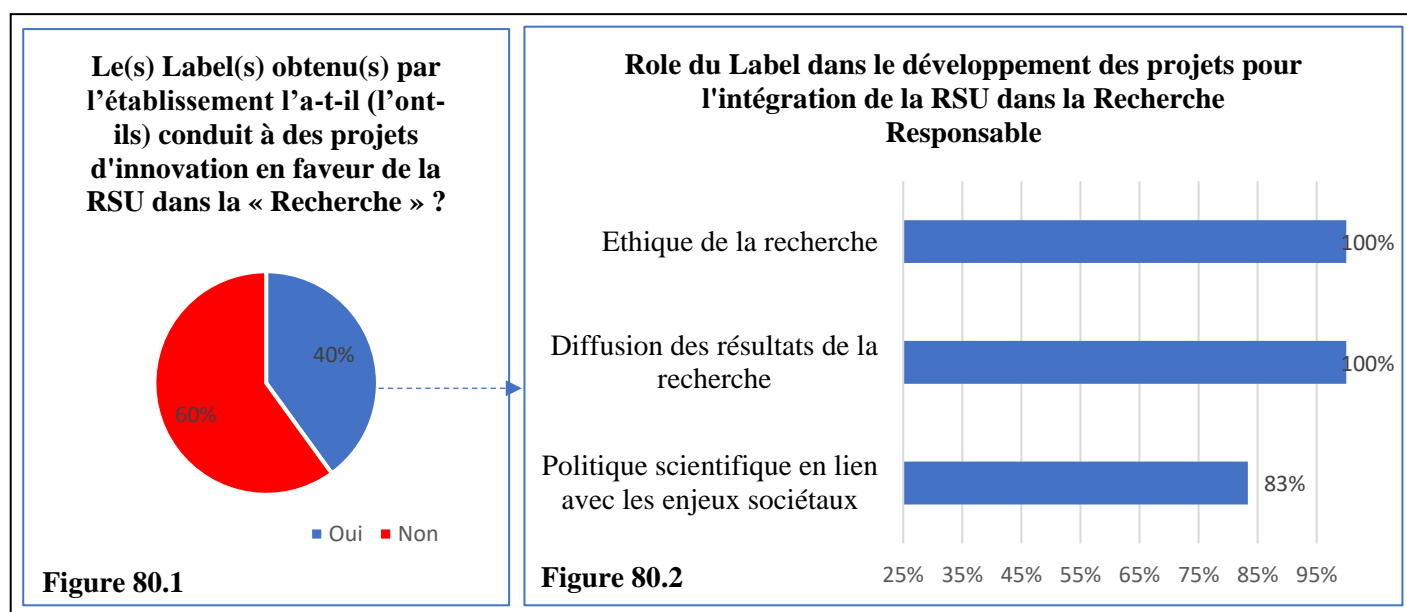 Le(s) Label(s) obtenu(s) par
l’établissement l’a-t-il (l’ont-
ils) conduit à des projets
d'innovation en faveur de la
RSU dans la « Recherche » ?
40%
60%
Oui Non
Figure 80.1
Role du Label dans le développement des projets pour
l'intégration de la RSU dans la Recherche
Responsable
Ethique de la recherche
100%
Diffusion des résultats de la
recherche
100%
Politique scientifique en lien
avec les enjeux sociétaux
83%
25% 35% 45% 55% 65% 75% 85% 95%
Figure 80.2